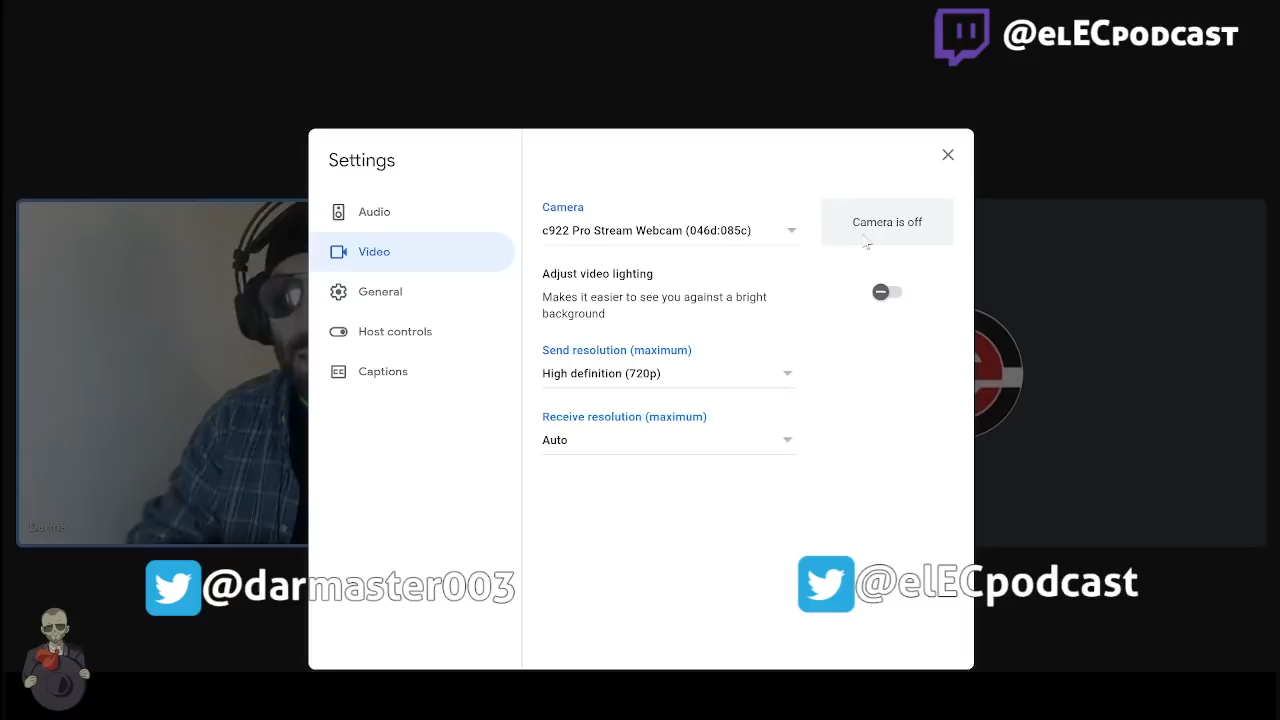 @elECpodcast
Settings
Audio
Video
General
Host controls
Captions
Camera
c922 Pro Stream Webcam (046d:085c)
Camera is off
Adjust video lighting
Makes it easier to see you against a bright
background
Send resolution (maximum)
High definition (720p)
Receive resolution (maximum)
Auto
Darma
@darmaster003
@elECpodcast